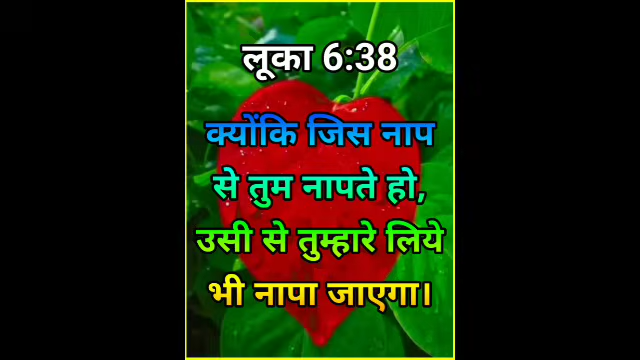 लूका 6:38
क्योंकि जिस नाप
से तुम नापते हो,
उसी से तुम्हारे लिये
भी नापा जाएगा।